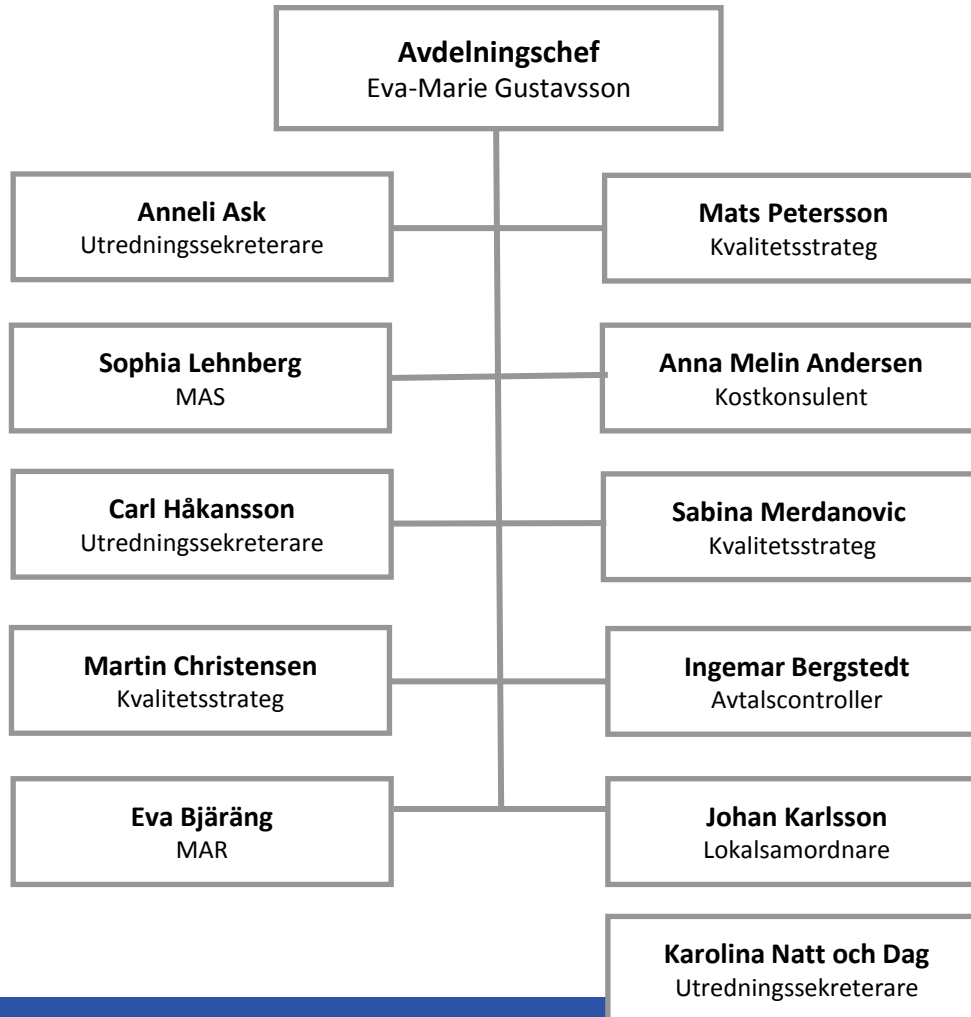 Avdelningschef
Eva-Marie Gustavsson
Anneli Ask
Utredningssekreterare
Mats Petersson
Kvalitetsstrateg
Sophia Lehnberg
MAS
Anna Melin Andersen
Kostkonsulent
Carl Håkansson
Utredningssekreterare
Sabina Merdanovic
Kvalitetsstrateg
Martin Christensen
Kvalitetsstrateg
Ingemar Bergstedt
Avtalscontroller
Eva Bjäräng
MAR
Johan Karlsson
Lokalsamordnare
Karolina Natt och Dag
Utredningssekreterare